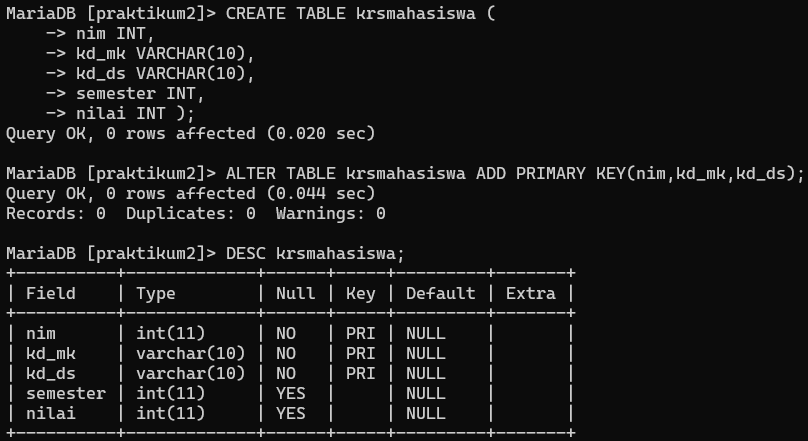 MariaDB [praktikum2]> CREATE TABLE krsmahasiswa (
    -> nim INT,
    -> kd_mk VARCHAR(10),
    -> kd_ds VARCHAR(10),
    -> semester INT,
    -> nilai INT );
Query OK, 0 rows affected (0.020 sec)

MariaDB [praktikum2]> ALTER TABLE krsmahasiswa ADD PRIMARY KEY(nim,kd_mk,kd_ds);
Query OK, 0 rows affected (0.044 sec)
Records: 0  Duplicates: 0  Warnings: 0

MariaDB [praktikum2]> DESC krsmahasiswa;
+----------+-------------+------+-----+---------+-------+
| Field    | Type        | Null | Key | Default | Extra |
+----------+-------------+------+-----+---------+-------+
| nim      | int(11)     | NO   | PRI | NULL    |       |
| kd_mk    | varchar(10) | NO   | PRI | NULL    |       |
| kd_ds    | varchar(10) | NO   | PRI | NULL    |       |
| semester | int(11)     | YES  |     | NULL    |       |
| nilai    | int(11)     | YES  |     | NULL    |       |
+----------+-------------+------+-----+---------+-------+